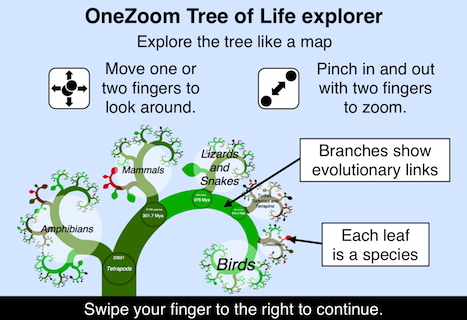 OneZoom Tree of Life explorer
Explore the tree like a map
Move one or
two fingers to
look around.
Pinch in and out
with two fingers
to zoom.
Lizards
and
Snakes
Mammals
Branches show
evolutionary links
301.7 Mya
276 Mya
Amphibians
Each leaf
is a species
Birds
Tetrapods
Swipe your finger to the right to continue.